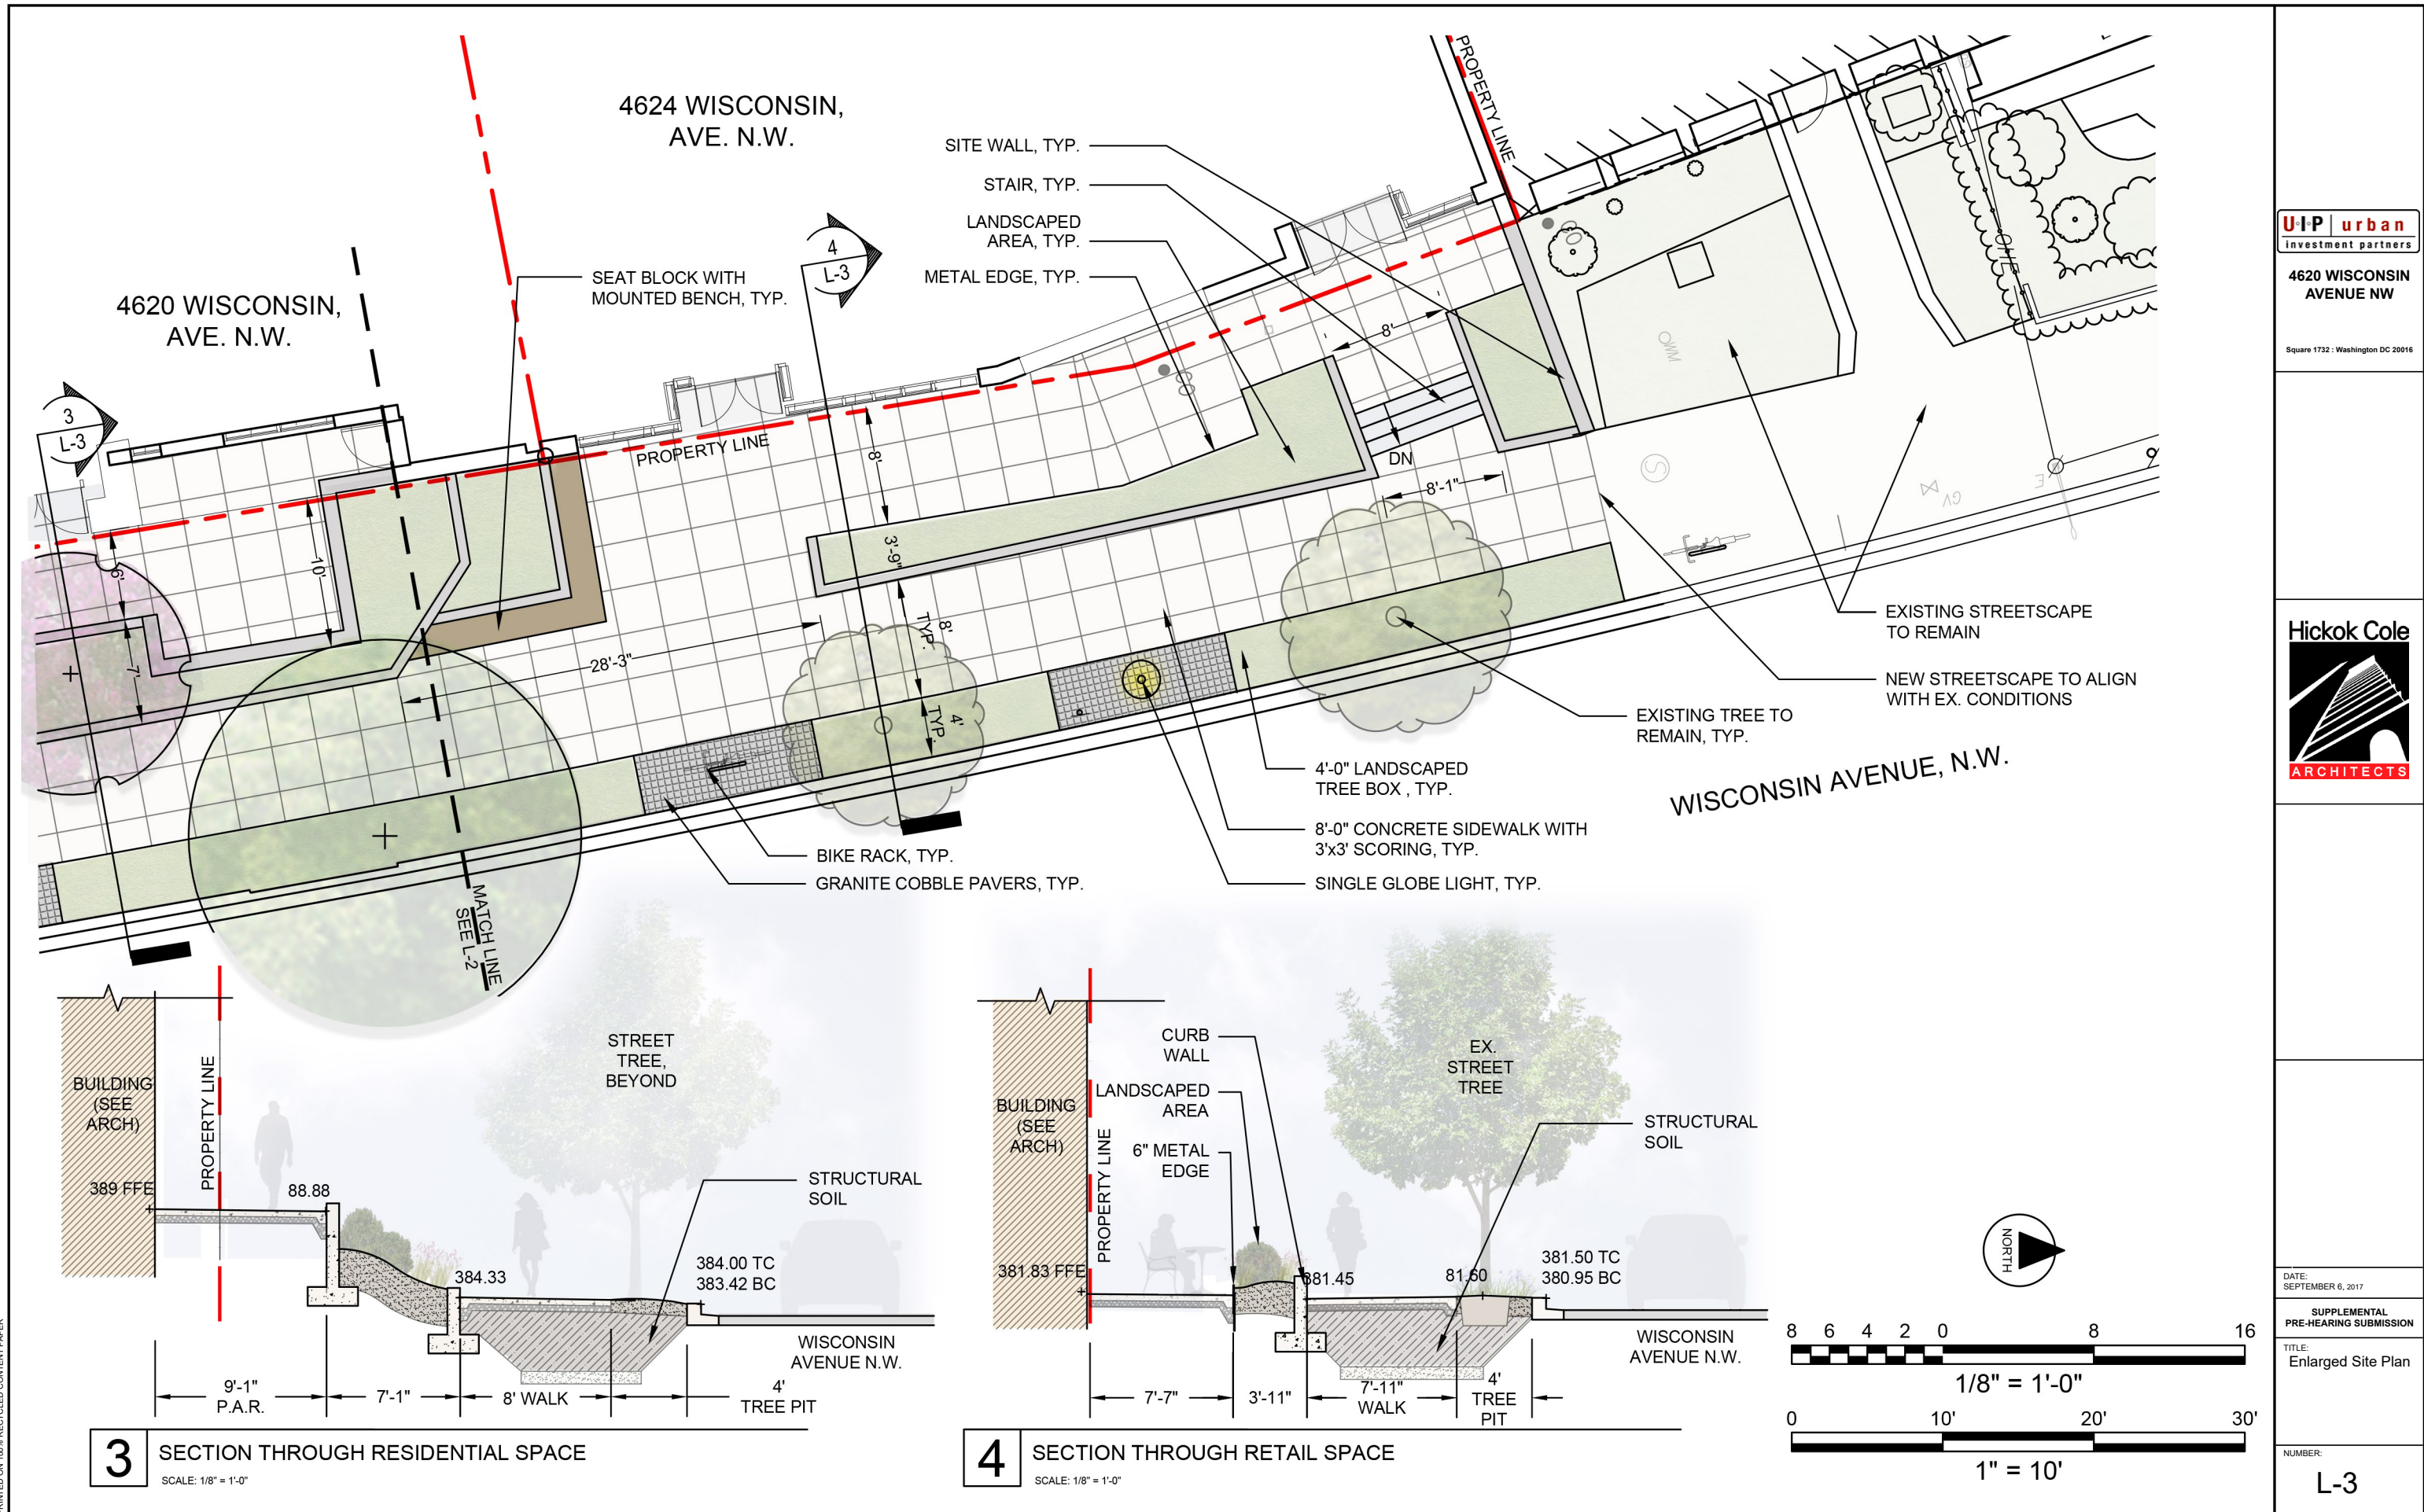 4624 WISCONSIN,
AVE. N.W.
4620 WISCONSIN,
AVE. N.W.
SITE WALL, TYP.
STAIR, TYP.
LANDSCAPED
AREA, TYP.
METAL EDGE, TYP.
SEAT BLOCK WITH
MOUNTED BENCH, TYP.
4
L-3
3
L-3
PROPERTY LINE
PROPERTY LINE
8'
8'
3'-9"
8'
TYP.
4'
TYP.
8'-1"
DN
28'-3"
10'
6'
7'
CO
CO
OWM
OHE
S
GV
E
EXISTING STREETSCAPE
TO REMAIN
NEW STREETSCAPE TO ALIGN
WITH EX. CONDITIONS
EXISTING TREE TO
REMAIN, TYP.
WISCONSIN AVENUE, N.W.
4'-0" LANDSCAPED
TREE BOX , TYP.
8'-0" CONCRETE SIDEWALK WITH
3'x3' SCORING, TYP.
SINGLE GLOBE LIGHT, TYP.
BIKE RACK, TYP.
GRANITE COBBLE PAVERS, TYP.
MATCH LINE
SEE L-2
BUILDING
(SEE
ARCH)
PROPERTY LINE
389 FFE
88.88
STREET
TREE,
BEYOND
STRUCTURAL
SOIL
384.33
384.00 TC
383.42 BC
WISCONSIN
AVENUE N.W.
9'-1"
P.A.R.
7'-1"
8' WALK
4'
TREE PIT
3
SECTION THROUGH RESIDENTIAL SPACE
SCALE: 1/8" = 1'-0"
BUILDING
(SEE
ARCH)
PROPERTY LINE
CURB
WALL
LANDSCAPED
AREA
6" METAL
EDGE
381.83 FFE
EX.
STREET
TREE
STRUCTURAL
SOIL
381.45
81.60
381.50 TC
380.95 BC
WISCONSIN
AVENUE N.W.
7'-7"
3'-11"
7'-11"
WALK
4'
TREE
PIT
4
SECTION THROUGH RETAIL SPACE
SCALE: 1/8" = 1'-0"
NORTH
8 6 4 2 0 8 16
1/8" = 1'-0"
0 10' 20' 30'
1" = 10'
U·I·P urban
investment partners
4620 WISCONSIN
AVENUE NW
Square 1732 : Washington DC 20016
Hickok Cole
ARCHITECTS
DATE:
SEPTEMBER 6, 2017
SUPPLEMENTAL
PRE-HEARING SUBMISSION
TITLE:
Enlarged Site Plan
NUMBER:
L-3
PRINTED ON 100% RECYCLED CONTENT PAPER